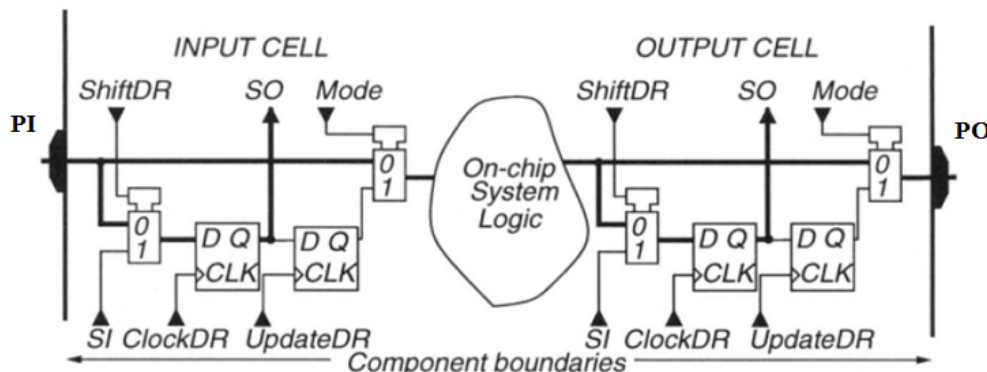 INPUT CELL OUTPUT CELL
ShiftDR SO Mode ShiftDR SO Mode
PI PO
0 0
1 On-chip 1
System
Logic
0 D Q D Q 0 D Q D Q
1 CLK CLK 1 CLK CLK
SI ClockDR UpdateDR SI ClockDR UpdateDR
Component boundaries